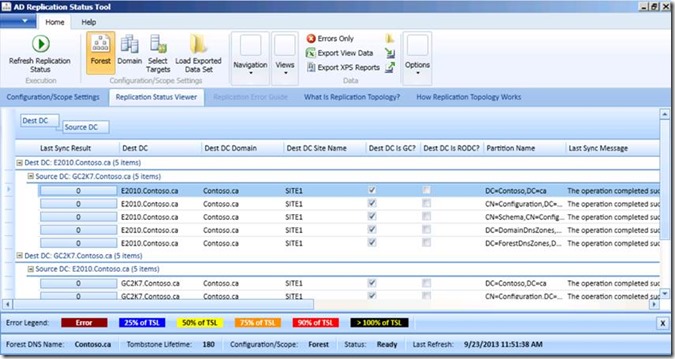 AD Replication Status Tool
Home Help
Refresh Replication Status
Forest
Domain
Select Targets
Load Exported Data Set
Navigation
Views
Errors Only
Export View Data
Export XPS Reports
Options
Execution
Configuration/Scope Settings
Data
Configuration/Scope Settings Replication Status Viewer Replication Error Guide What Is Replication Topology? How Replication Topology Works
Dest DC
Source DC
Last Sync Result Dest DC Dest DC Domain Dest DC Site Name Dest DC Is GC? Dest DC Is RODC? Partition Name Last Sync Message
Dest DC: E2010.Contoso.ca (5 items)
Source DC: GC2K7.Contoso.ca (5 items)
0 E2010.Contoso.ca Contoso.ca SITE1 DC=Contoso,DC=ca The operation completed suc
0 E2010.Contoso.ca Contoso.ca SITE1 CN=Configuration,DC=... The operation completed suc
0 E2010.Contoso.ca Contoso.ca SITE1 CN=Schema,CN=Config... The operation completed suc
0 E2010.Contoso.ca Contoso.ca SITE1 DC=DomainDnsZones,... The operation completed suc
0 E2010.Contoso.ca Contoso.ca SITE1 DC=ForestDnsZones,D... The operation completed suc
Dest DC: GC2K7.Contoso.ca (5 items)
Source DC: E2010.Contoso.ca (5 items)
0 GC2K7.Contoso.ca Contoso.ca SITE1 DC=Contoso,DC=ca The operation completed suc
0 GC2K7.Contoso.ca Contoso.ca SITE1 CN=Configuration,DC=... The operation completed suc
Error Legend: Error 25% of TSL 50% of TSL 75% of TSL 90% of TSL > 100% of TSL
Forest DNS Name: Contoso.ca Tombstone Lifetime: 180 Configuration/Scope: Forest Status: Ready Last Refresh: 9/23/2013 11:51:38 AM